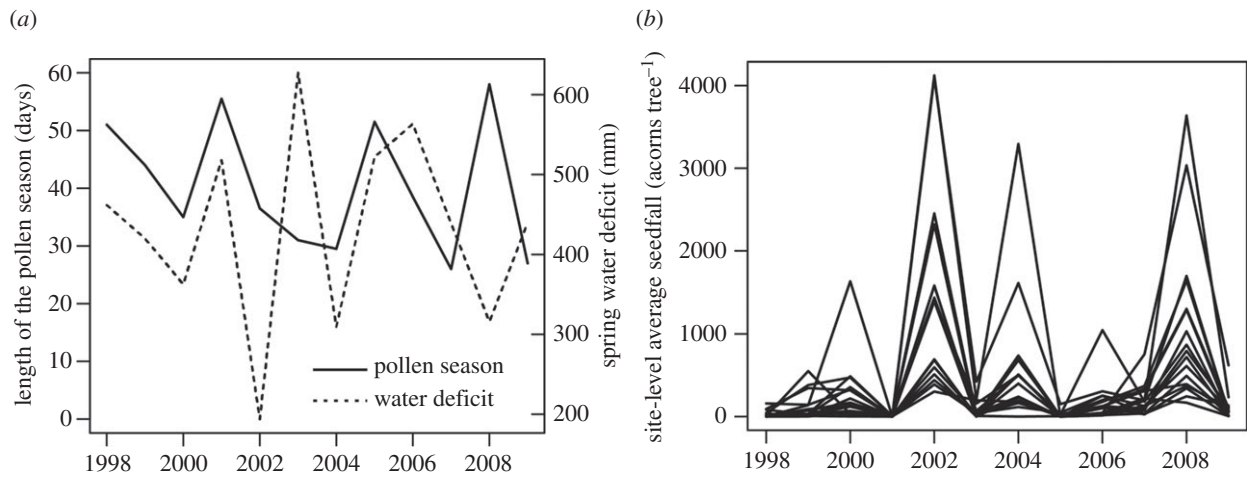 (a)
length of the pollen season (days)
60
50
40
30
20
10
0
600
500
400
300
200
spring water deficit (mm)
pollen season
water deficit
1998 2000 2002 2004 2006 2008
(b)
site-level average seedfall (acorns tree⁻¹)
4000
3000
2000
1000
0
1998 2000 2002 2004 2006 2008